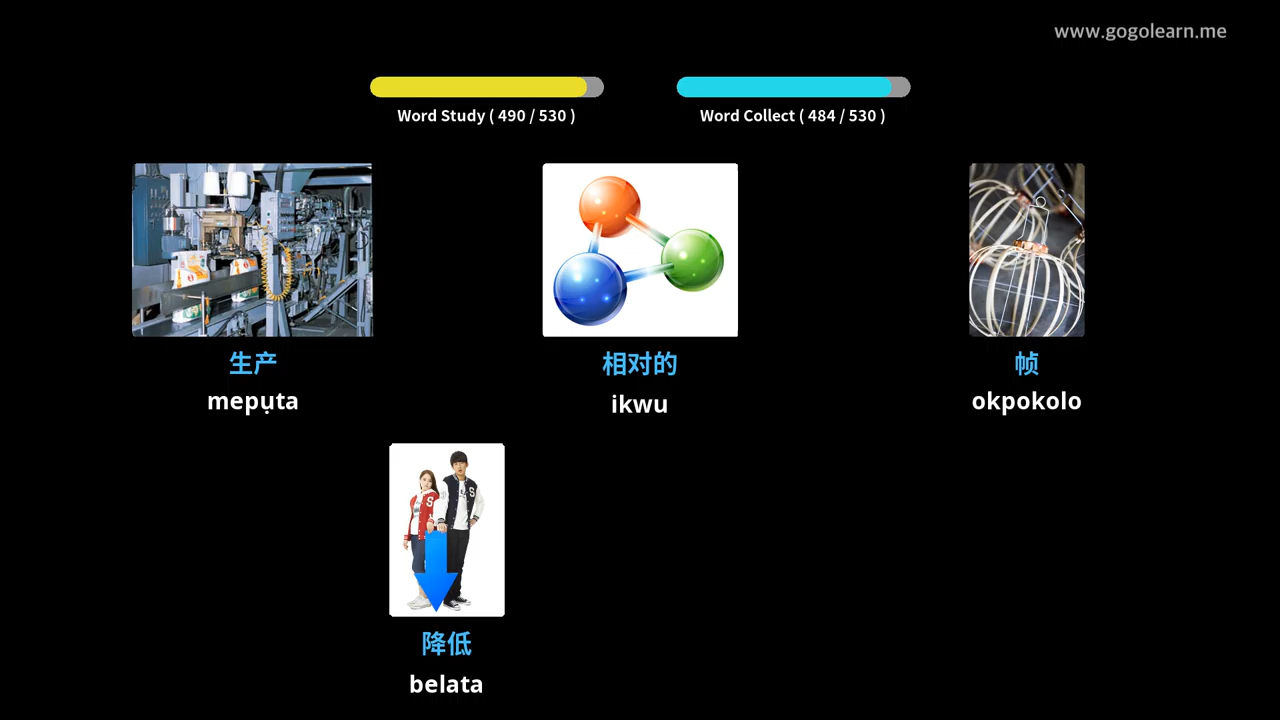 www.gogolearn.me
Word Study ( 490 / 530 )
Word Collect ( 484 / 530 )
生产
mepụta
相对的
ikwu
帧
okpokolo
S
S
降低
belata